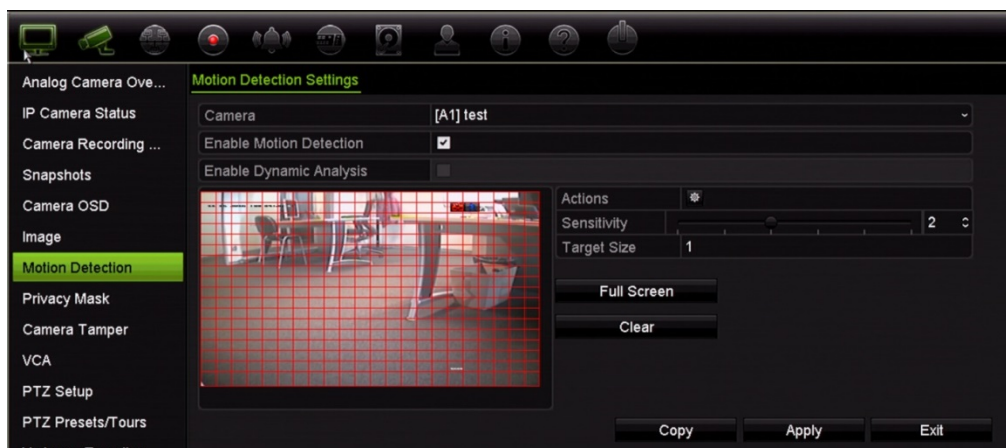 Analog Camera Ove...
IP Camera Status
Camera Recording ...
Snapshots
Camera OSD
Image
Motion Detection
Privacy Mask
Camera Tamper
VCA
PTZ Setup
PTZ Presets/Tours
Motion Detection Settings
Camera [A1] test
Enable Motion Detection
Enable Dynamic Analysis
Actions
Sensitivity 2
Target Size 1
Full Screen
Clear
Copy Apply Exit